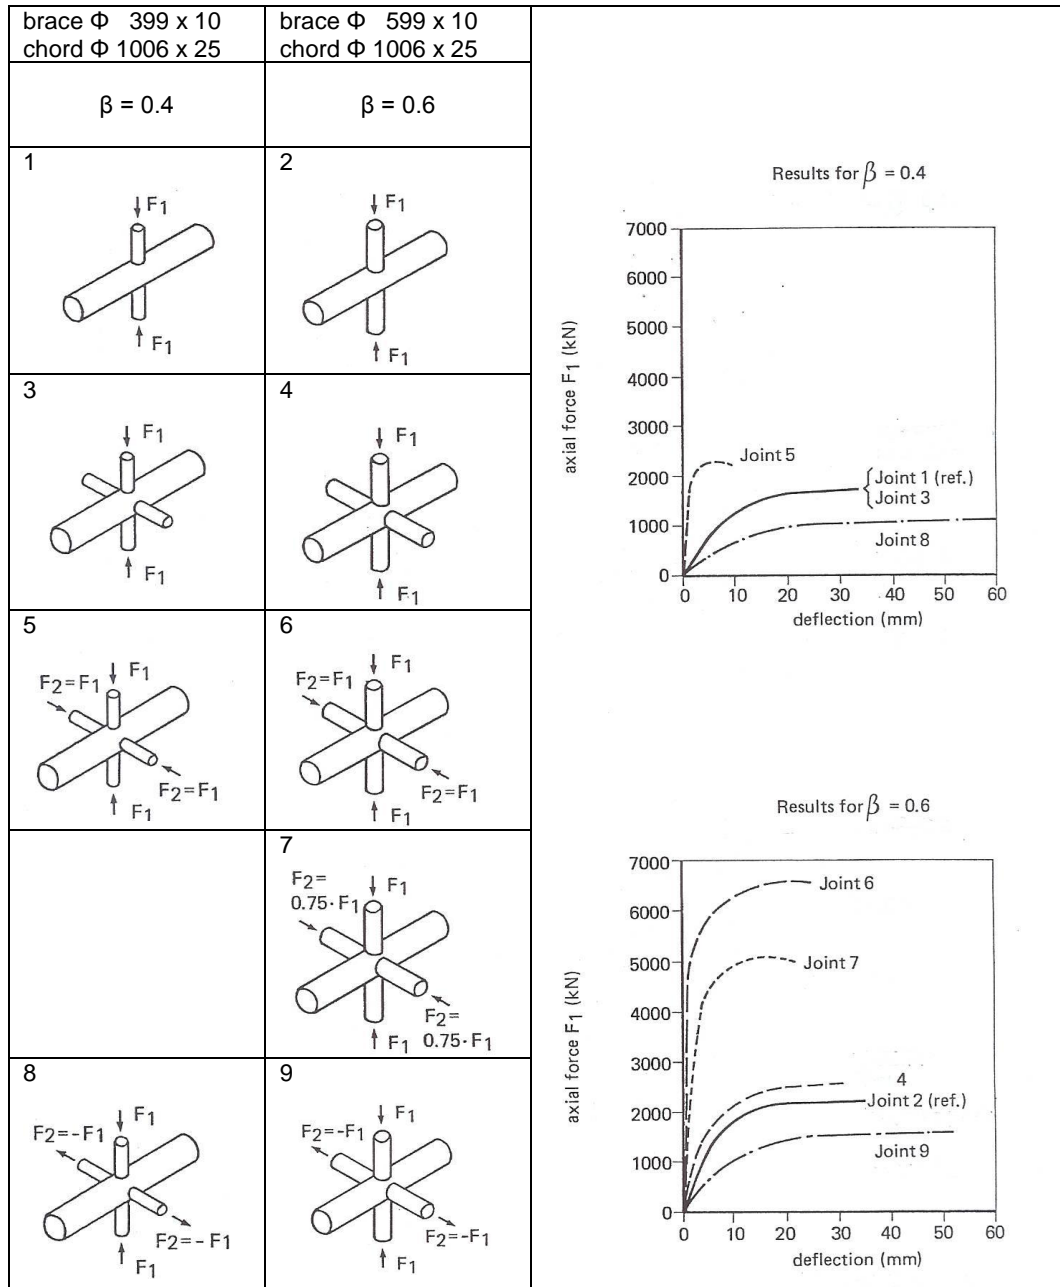 brace Φ 399 x 10
chord Φ 1006 x 25
brace Φ 599 x 10
chord Φ 1006 x 25
β = 0.4
β = 0.6
1
F1
F1
2
F1
F1
3
F1
F1
4
F1
F1
5
F1
F2=F1
F2=F1
F1
6
F1
F2=F1
F2=F1
F1
7
F2=
0.75·F1
F1
F2=
0.75·F1
F1
8
F1
F2=-F1
F2=-F1
F1
9
F1
F2=-F1
F2=-F1
F1
Results for β = 0.4
7000
6000
5000
4000
3000
2000
1000
0
axial force F1 (kN)
Joint 5
Joint 1 (ref.)
Joint 3
Joint 8
0 10 20 30 40 50 60
deflection (mm)
Results for β = 0.6
7000
6000
5000
4000
3000
2000
1000
0
axial force F1 (kN)
Joint 6
Joint 7
4
Joint 2 (ref.)
Joint 9
0 10 20 30 40 50 60
deflection (mm)